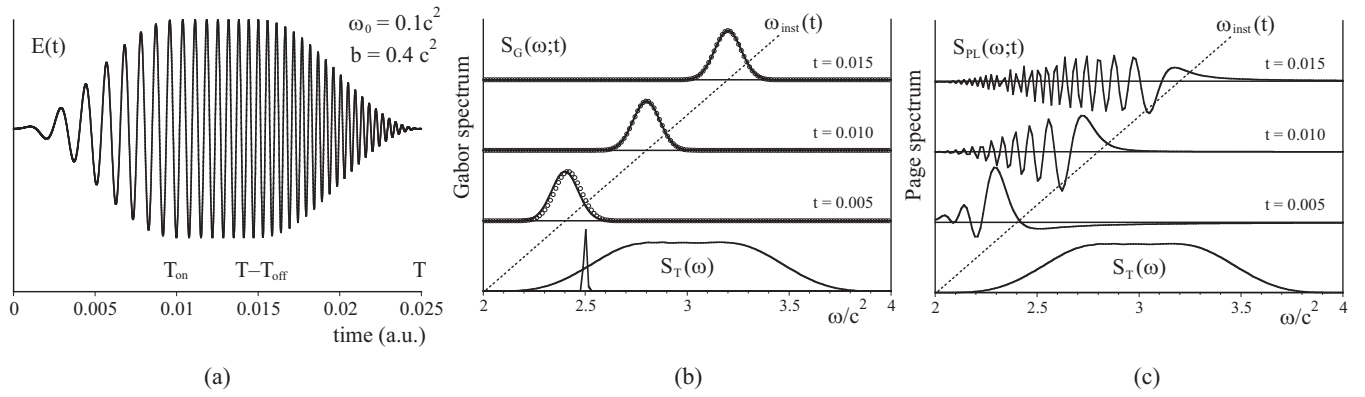 E(t)
ω₀ = 0.1c²
b = 0.4 c²
Tₒₙ
T–Tₒff
T
0
0.005
0.01
0.015
0.02
0.025
time (a.u.)
(a)
Gabor spectrum
S_G(ω;t)
ω_inst(t)
t = 0.015
t = 0.010
t = 0.005
S_T(ω)
2
2.5
3
3.5
4
ω/c²
(b)
Page spectrum
S_PL(ω;t)
ω_inst(t)
t = 0.015
t = 0.010
t = 0.005
S_T(ω)
2
2.5
3
3.5
4
ω/c²
(c)